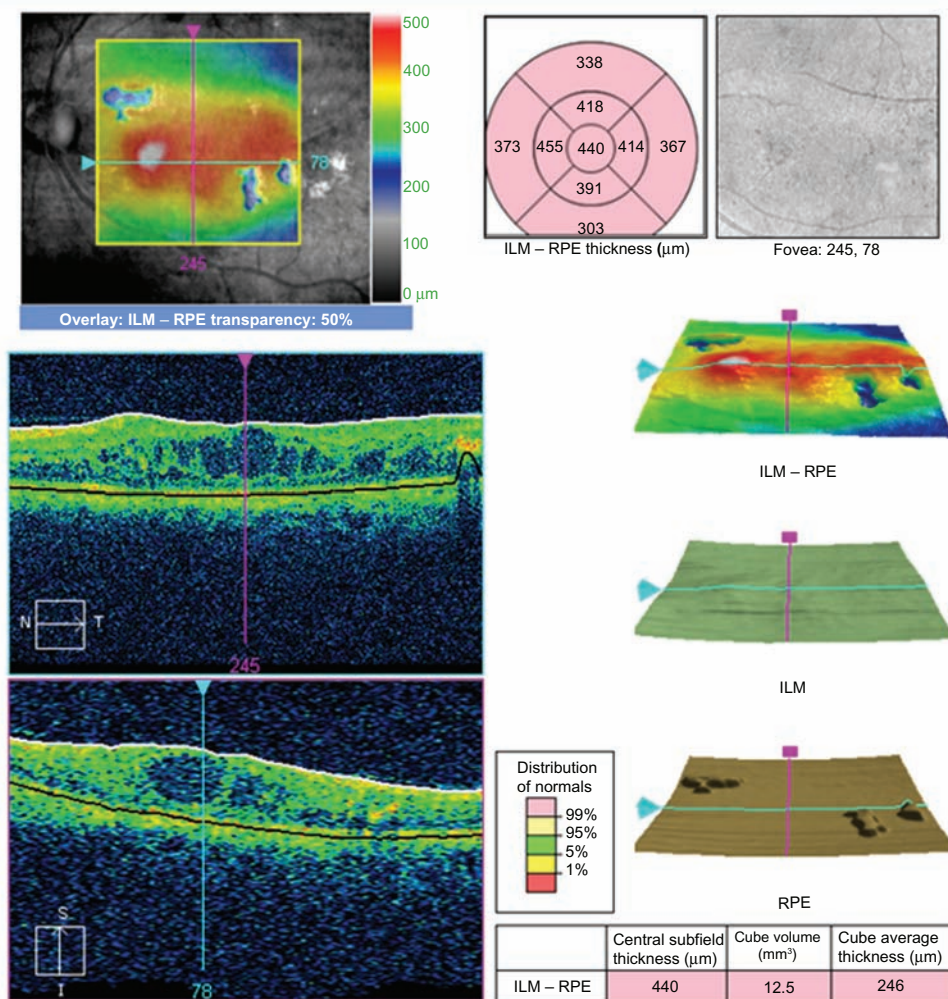 500
400
300
200
100
0 µm
78
245
Overlay: ILM – RPE transparency: 50%
338
418
373 455 440 414 367
391
303
ILM – RPE thickness (µm)
Fovea: 245, 78
ILM – RPE
N T
245
ILM
S
I
78
Distribution
of normals
99%
95%
5%
1%
RPE
Central subfield
thickness (µm)
Cube volume
(mm³)
Cube average
thickness (µm)
ILM – RPE 440 12.5 246